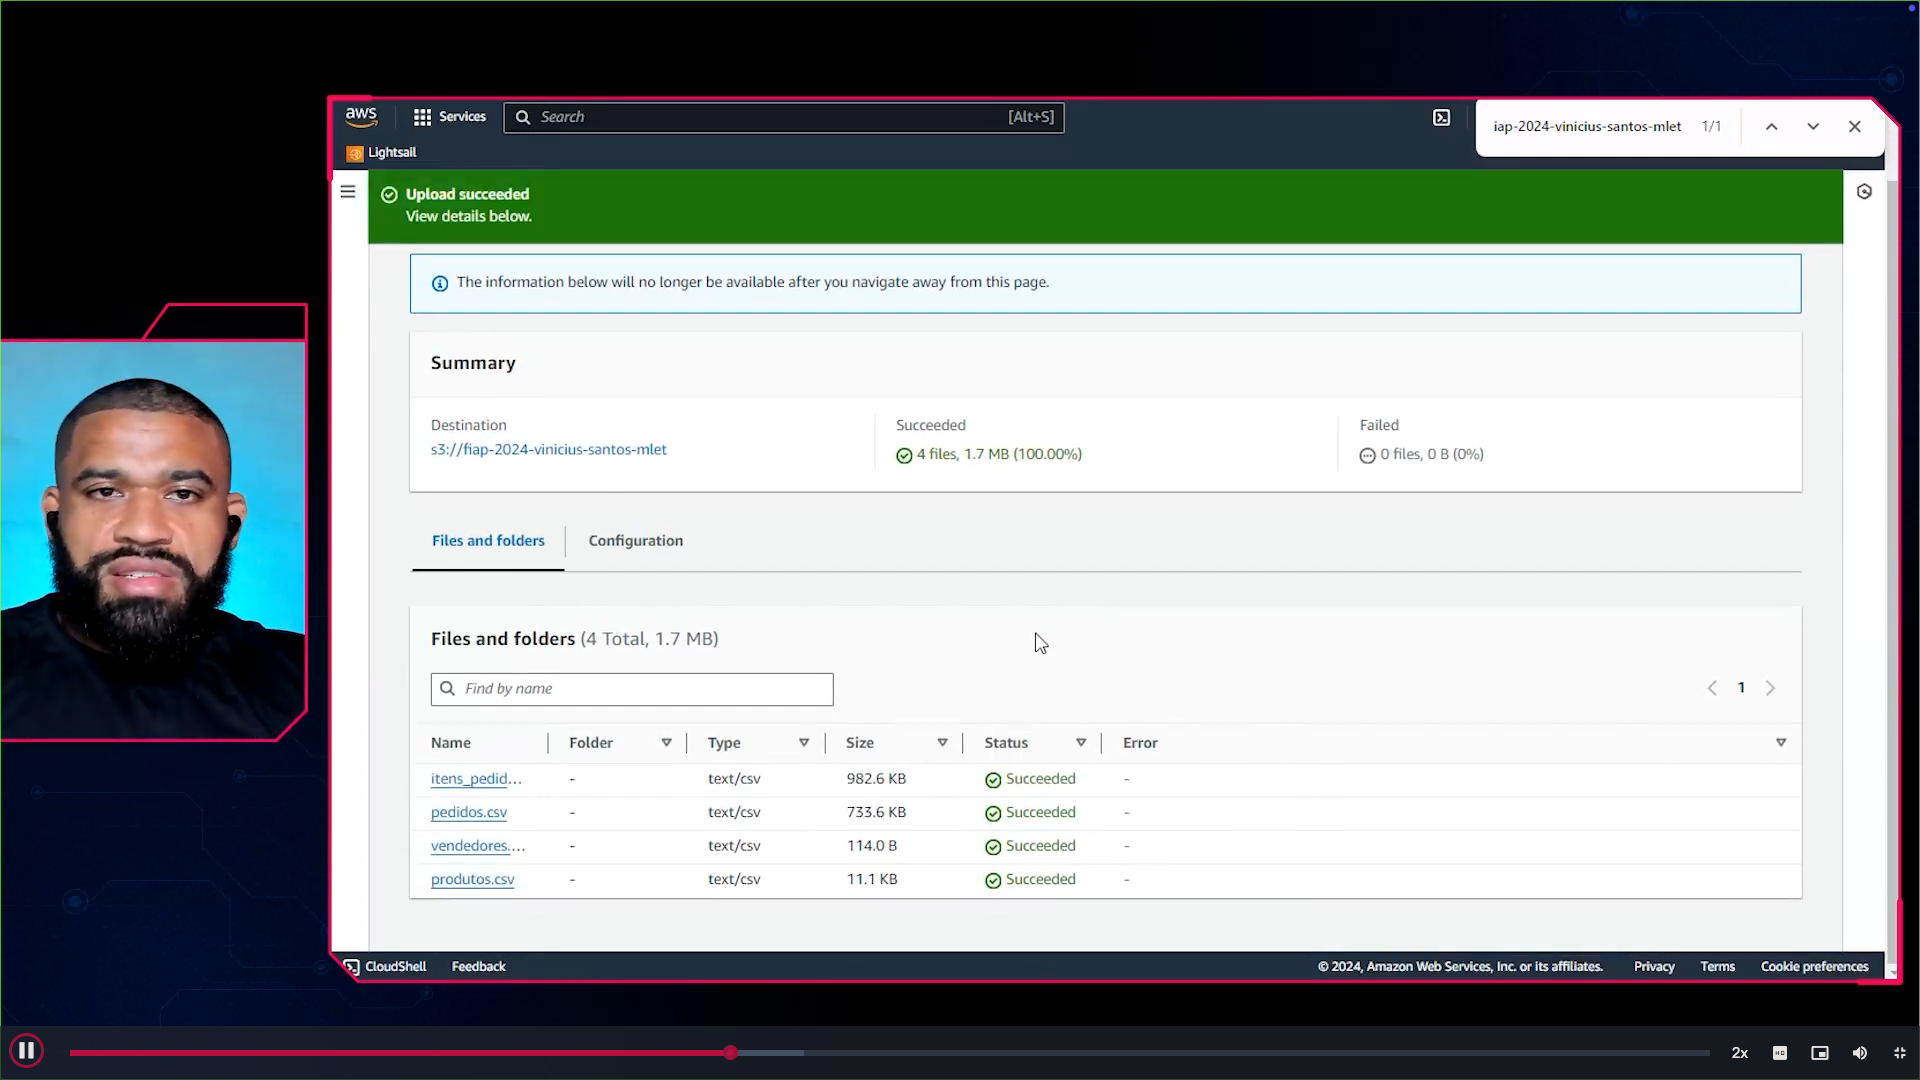 aws
Services
Search
[Alt+S]
iap-2024-vinicius-santos-mlet
1/1
Lightsail
Upload succeeded
View details below.
The information below will no longer be available after you navigate away from this page.
Summary
Destination
Succeeded
Failed
s3://fiap-2024-vinicius-santos-mlet
4 files, 1.7 MB (100.00%)
0 files, 0 B (0%)
Files and folders
Configuration
Files and folders (4 Total, 1.7 MB)
Find by name
1
Name Folder Type Size Status Error
itens_pedid... - text/csv 982.6 KB Succeeded -
pedidos.csv - text/csv 733.6 KB Succeeded -
vendedores.... - text/csv 114.0 B Succeeded -
produtos.csv - text/csv 11.1 KB Succeeded -
CloudShell Feedback © 2024, Amazon Web Services, Inc. or its affiliates. Privacy Terms Cookie preferences
2x
HD